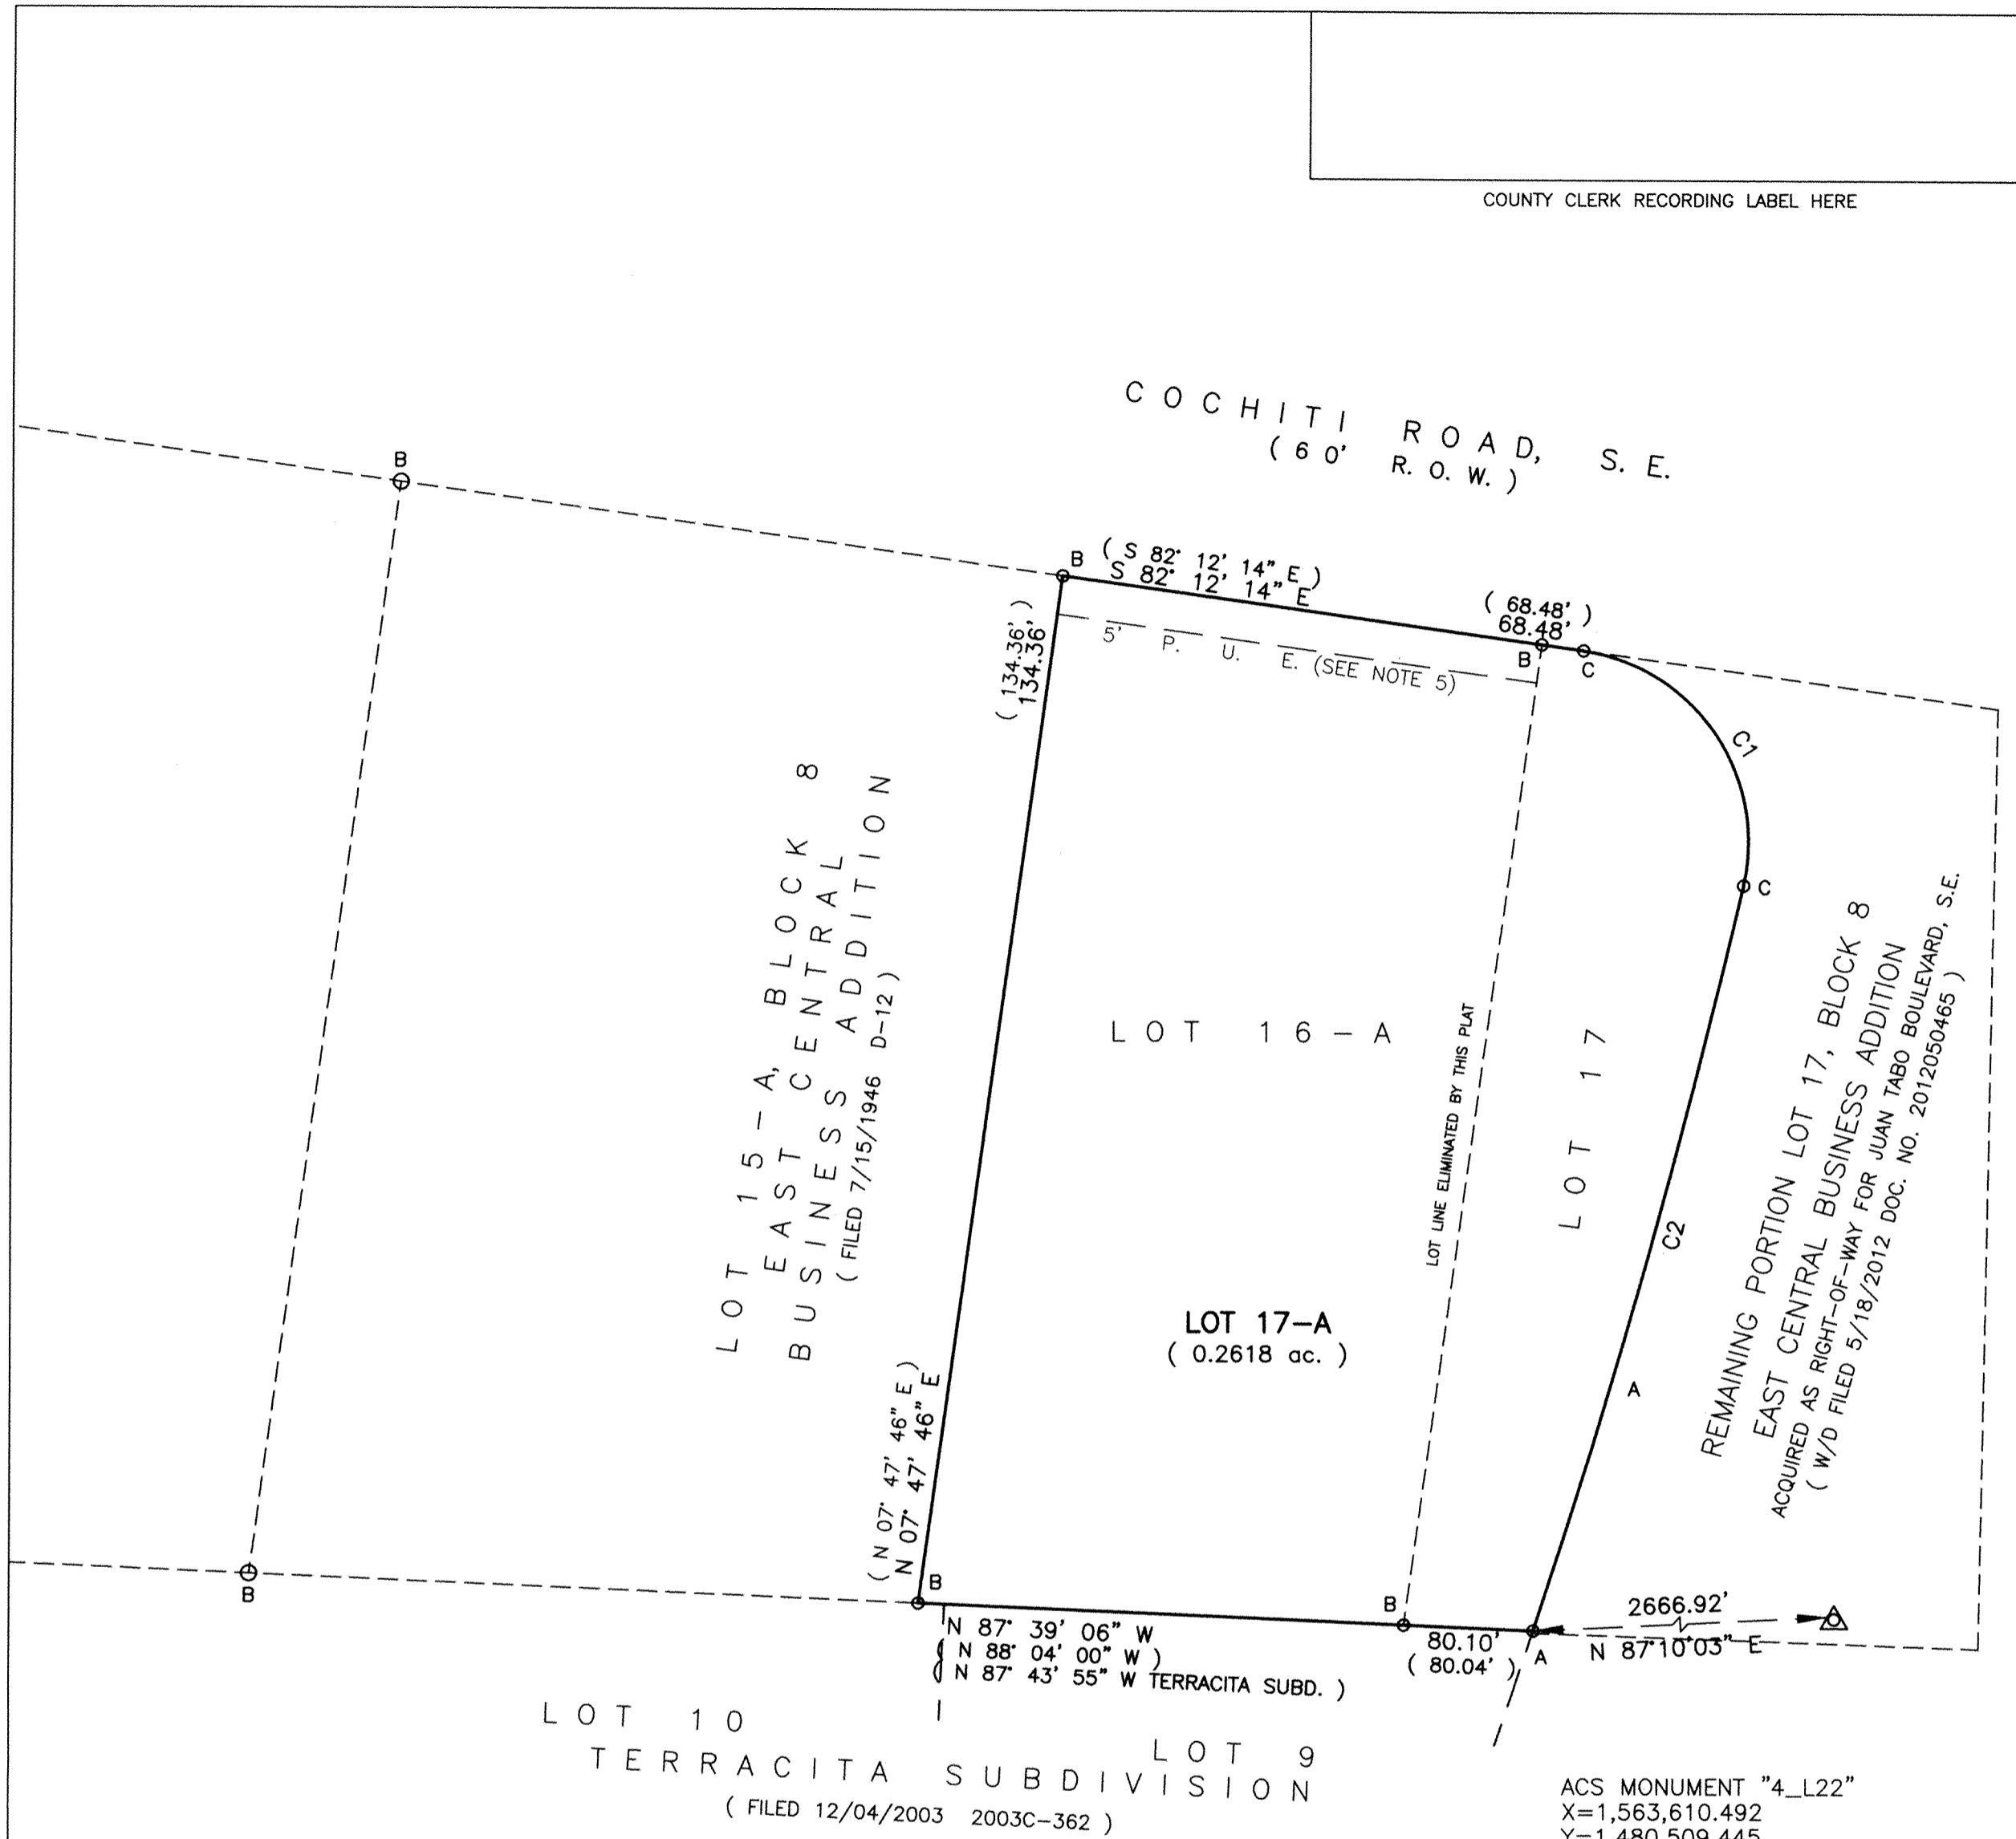 COUNTY CLERK RECORDING LABEL HERE
COCHITI ROAD, S. E.
( 60' R. O. W. )
B
B
( S 82° 12' 14" E )
S 82° 12' 14" E
( 68.48' )
68.48'
B
C
5' P. U. E. (SEE NOTE 5)
( 134.36' )
134.36'
C1
C
LOT 15-A, BLOCK 8
EAST CENTRAL
BUSINESS ADDITION
( FILED 7/15/1946 D-12 )
LOT 16-A
LOT LINE ELIMINATED BY THIS PLAT
LOT 17
C2
REMAINING PORTION LOT 17, BLOCK 8
EAST CENTRAL BUSINESS ADDITION
ACQUIRED AS RIGHT-OF-WAY FOR JUAN TABO BOULEVARD, S.E.
( W/D FILED 5/18/2012 DOC. NO. 2012050465 )
LOT 17-A
( 0.2618 ac. )
A
( N 07° 47' 46" E )
N 07° 47' 46" E
B
B
B
A
2666.92'
N 87°10'03" E
N 87° 39' 06" W
( N 88° 04' 00" W )
( N 87° 43' 55" W TERRACITA SUBD. )
80.10'
( 80.04' )
LOT 10
LOT 9
TERRACITA SUBDIVISION
( FILED 12/04/2003 2003C-362 )
ACS MONUMENT "4_L22"
X=1,563,610.492
Y=1,480,509.445